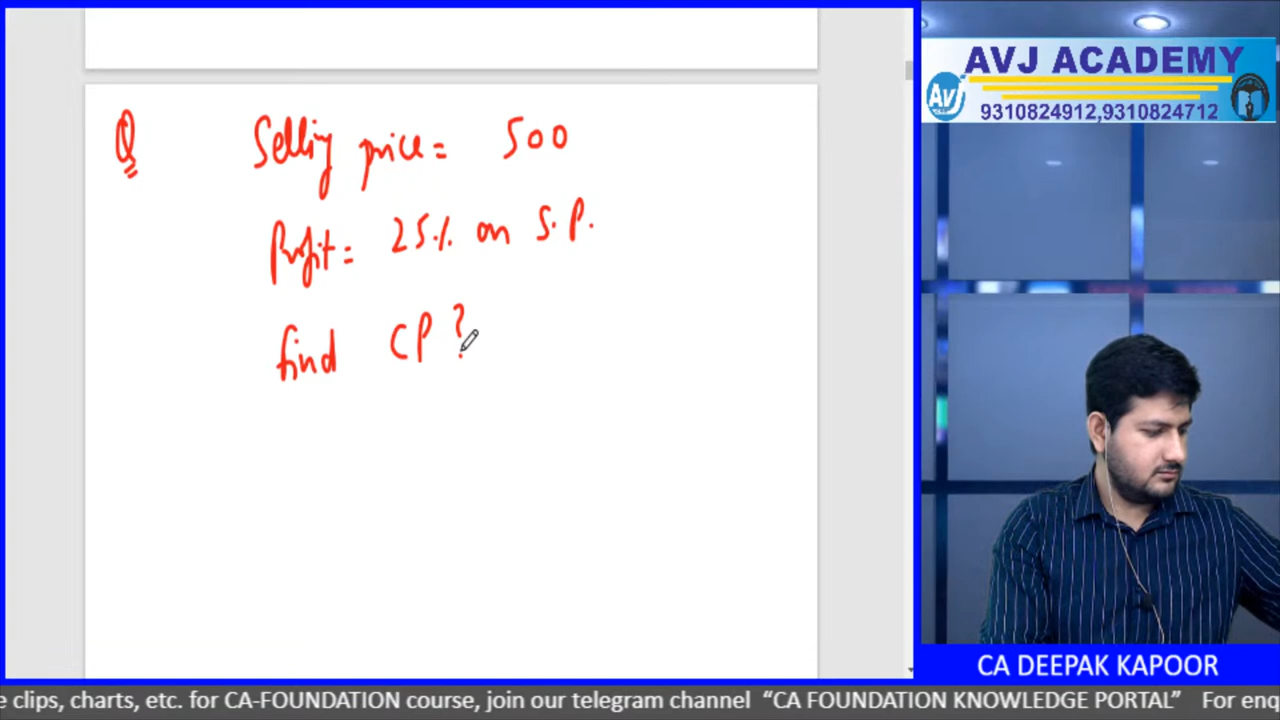 Q Selling price = 500
Profit = 25% on S.P.
find CP ?
AVJ ACADEMY
AV
9310824912,9310824712
CA DEEPAK KAPOOR
e clips, charts, etc. for CA-FOUNDATION course, join our telegram channel “CA FOUNDATION KNOWLEDGE PORTAL” For enq